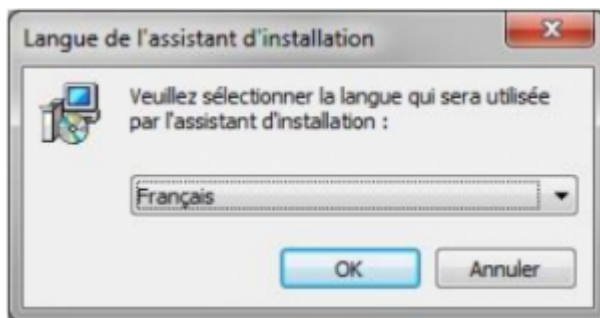 Langue de l'assistant d'installation
Veuillez sélectionner la langue qui sera utilisée
par l'assistant d'installation :
Français
OK
Annuler